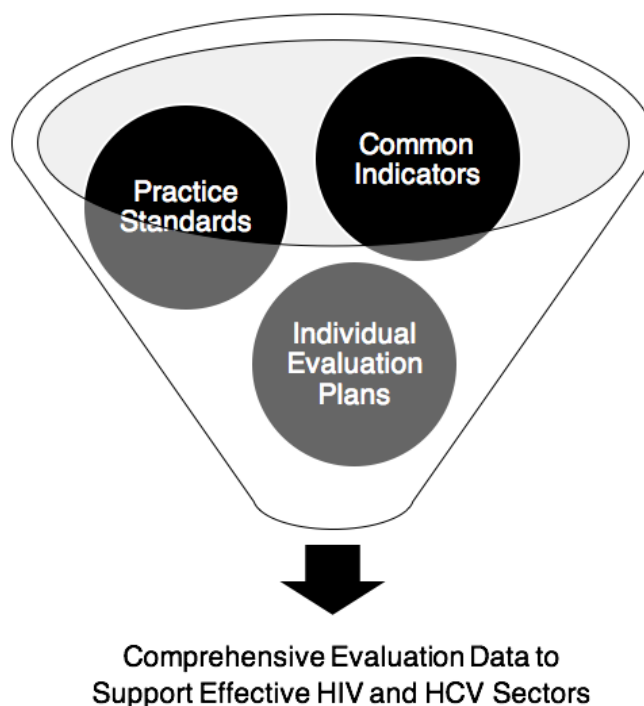 Common
Indicators
Practice
Standards
Individual
Evaluation
Plans
Comprehensive Evaluation Data to
Support Effective HIV and HCV Sectors